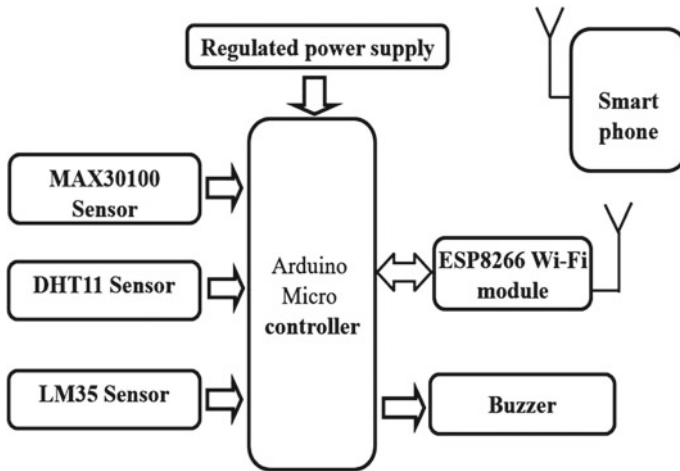 Regulated power supply
Smart
phone
MAX30100
Sensor
DHT11 Sensor
LM35 Sensor
Arduino
Micro
controller
ESP8266 Wi-Fi
module
Buzzer